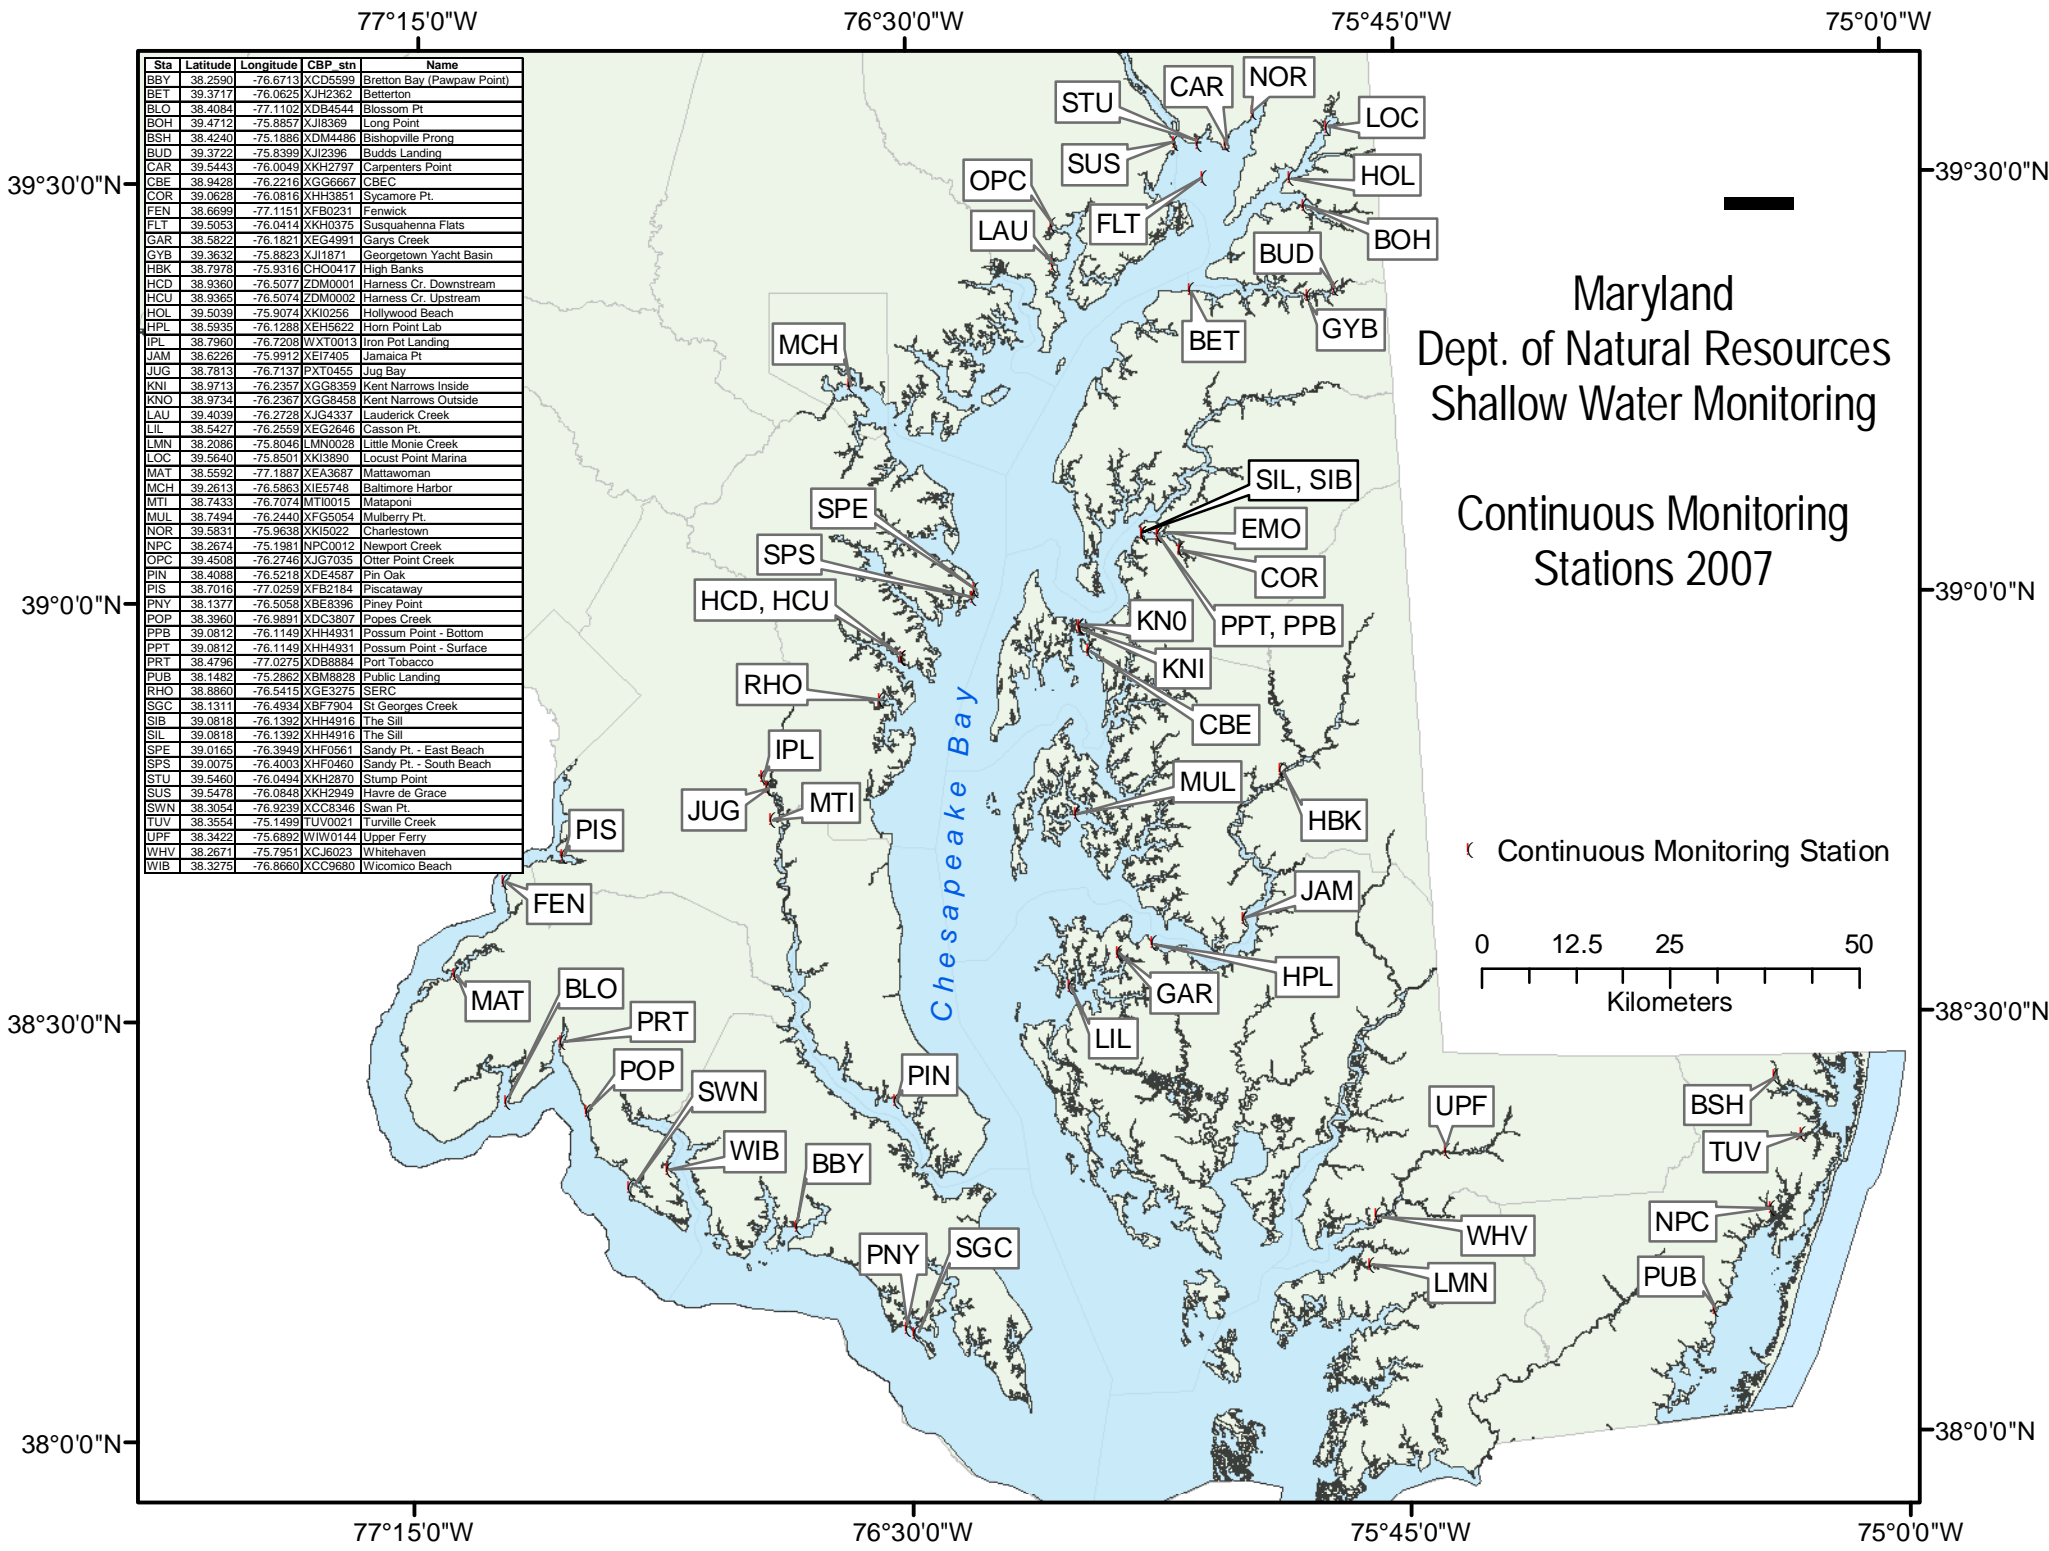 77°15'0"W 76°30'0"W 75°45'0"W 75°0'0"W
Sta Latitude Longitude CBP_stn Name
BBY 38.2590 -76.6713 XCD5599 Bretton Bay (Pawpaw Point)
BET 39.3717 -76.0625 XJH2362 Betterton
BLO 38.4084 -77.1102 XDB4544 Blossom Pt
BOH 39.4712 -75.8857 XJI8369 Long Point
BSH 38.4240 -75.1886 XDM4486 Bishopville Prong
BUD 39.3722 -75.8399 XJI2396 Budds Landing
CAR 39.5443 -76.0049 XKH2797 Carpenters Point
CBE 38.9428 -76.2216 XGG6667 CBEC
COR 39.0628 -76.0816 XHH3851 Sycamore Pt.
FEN 38.6699 -77.1151 XFB0231 Fenwick
FLT 39.5053 -76.0414 XKH0375 Susquahenna Flats
GAR 38.5822 -76.1821 XEG4991 Garys Creek
GYB 39.3632 -75.8823 XJI1871 Georgetown Yacht Basin
HBK 38.7978 -75.9316 CHO0417 High Banks
HCD 38.9360 -76.5077 ZDM0001 Harness Cr. Downstream
HCU 38.9365 -76.5074 ZDM0002 Harness Cr. Upstream
HOL 39.5039 -75.9074 XKI0256 Hollywood Beach
HPL 38.5935 -76.1288 XEH5622 Horn Point Lab
IPL 38.7960 -76.7208 WXT0013 Iron Pot Landing
JAM 38.6226 -75.9912 XEI7405 Jamaica Pt
JUG 38.7813 -76.7137 PXT0455 Jug Bay
KNI 38.9713 -76.2357 XGG8359 Kent Narrows Inside
KNO 38.9734 -76.2367 XGG8458 Kent Narrows Outside
LAU 39.4039 -76.2728 XJG4337 Lauderick Creek
LIL 38.5427 -76.2559 XEG2646 Casson Pt.
LMN 38.2086 -75.8046 LMN0028 Little Monie Creek
LOC 39.5640 -75.8501 XKI3890 Locust Point Marina
MAT 38.5592 -77.1887 XEA3687 Mattawoman
MCH 39.2613 -76.5863 XIE5748 Baltimore Harbor
MTI 38.7433 -76.7074 MTI0015 Mataponi
MUL 38.7494 -76.2440 XFG5054 Mulberry Pt.
NOR 39.5831 -75.9638 XKI5022 Charlestown
NPC 38.2674 -75.1981 NPC0012 Newport Creek
OPC 39.4508 -76.2746 XJG7035 Otter Point Creek
PIN 38.4088 -76.5218 XDE4587 Pin Oak
PIS 38.7016 -77.0259 XFB2184 Piscataway
PNY 38.1377 -76.5058 XBE8396 Piney Point
POP 38.3960 -76.9891 XDC3807 Popes Creek
PPB 39.0812 -76.1149 XHH4931 Possum Point - Bottom
PPT 39.0812 -76.1149 XHH4931 Possum Point - Surface
PRT 38.4796 -77.0275 XDB8884 Port Tobacco
PUB 38.1482 -75.2862 XBM8828 Public Landing
RHO 38.8860 -76.5415 XGE3275 SERC
SGC 38.1311 -76.4934 XBF7904 St Georges Creek
SIB 39.0818 -76.1392 XHH4916 The Sill
SIL 39.0818 -76.1392 XHH4916 The Sill
SPE 39.0165 -76.3949 XHF0561 Sandy Pt. - East Beach
SPS 39.0075 -76.4003 XHF0460 Sandy Pt. - South Beach
STU 39.5460 -76.0494 XKH2870 Stump Point
SUS 39.5478 -76.0848 XKH2949 Havre de Grace
SWN 38.3054 -76.9239 XCC8346 Swan Pt.
TUV 38.3554 -75.1499 TUV0021 Turville Creek
UPF 38.3422 -75.6892 WIW0144 Upper Ferry
WHV 38.2671 -75.7951 XCJ6023 Whitehaven
WIB 38.3275 -76.8660 XCC9680 Wicomico Beach
NOR
CAR
STU
LOC
SUS
HOL
OPC
FLT
LAU
BOH
BUD
BET
GYB
MCH
39°30'0"N 39°30'0"N
Maryland
Dept. of Natural Resources
Shallow Water Monitoring
Continuous Monitoring
Stations 2007
SIL, SIB
SPE
EMO
SPS
COR
HCD, HCU
KN0
PPT, PPB
39°0'0"N 39°0'0"N
KNI
RHO
CBE
IPL
MUL
JUG
MTI
HBK
PIS
Chesapeake Bay
Continuous Monitoring Station
JAM
FEN
0 12.5 25 50
Kilometers
HPL
GAR
MAT
BLO
PRT
LIL
38°30'0"N 38°30'0"N
POP
PIN
SWN
UPF
BSH
WIB
BBY
TUV
NPC
WHV
PNY
SGC
LMN
PUB
38°0'0"N 38°0'0"N
77°15'0"W 76°30'0"W 75°45'0"W 75°0'0"W